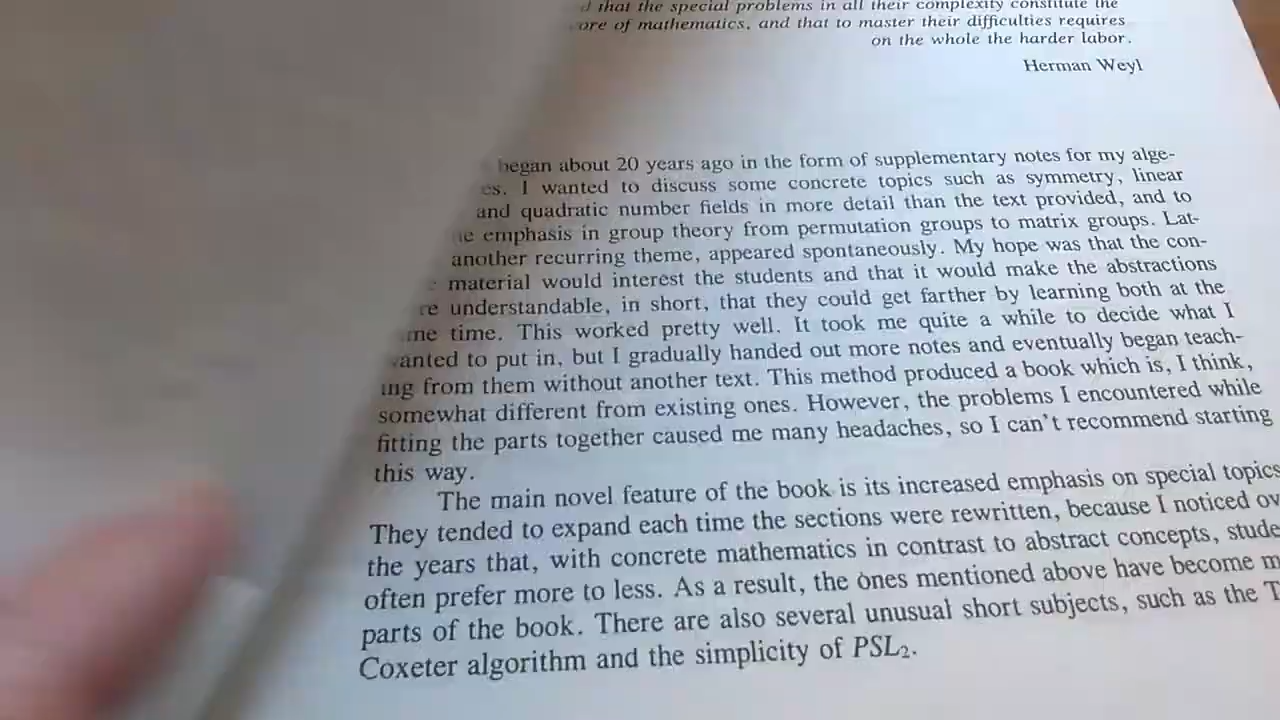 that the special problems in all their complexity constitute the
ore of mathematics, and that to master their difficulties requires
on the whole the harder labor.
Herman Weyl
began about 20 years ago in the form of supplementary notes for my alge-
es. I wanted to discuss some concrete topics such as symmetry, linear
and quadratic number fields in more detail than the text provided, and to
emphasis in group theory from permutation groups to matrix groups. Lat-
another recurring theme, appeared spontaneously. My hope was that the con-
material would interest the students and that it would make the abstractions
re understandable, in short, that they could get farther by learning both at the
me time. This worked pretty well. It took me quite a while to decide what I
anted to put in, but I gradually handed out more notes and eventually began teach-
ing from them without another text. This method produced a book which is, I think,
somewhat different from existing ones. However, the problems I encountered while
fitting the parts together caused me many headaches, so I can't recommend starting
this way.
The main novel feature of the book is its increased emphasis on special topics
They tended to expand each time the sections were rewritten, because I noticed ov
the years that, with concrete mathematics in contrast to abstract concepts, stude
often prefer more to less. As a result, the ones mentioned above have become m
parts of the book. There are also several unusual short subjects, such as the T
Coxeter algorithm and the simplicity of PSL₂.